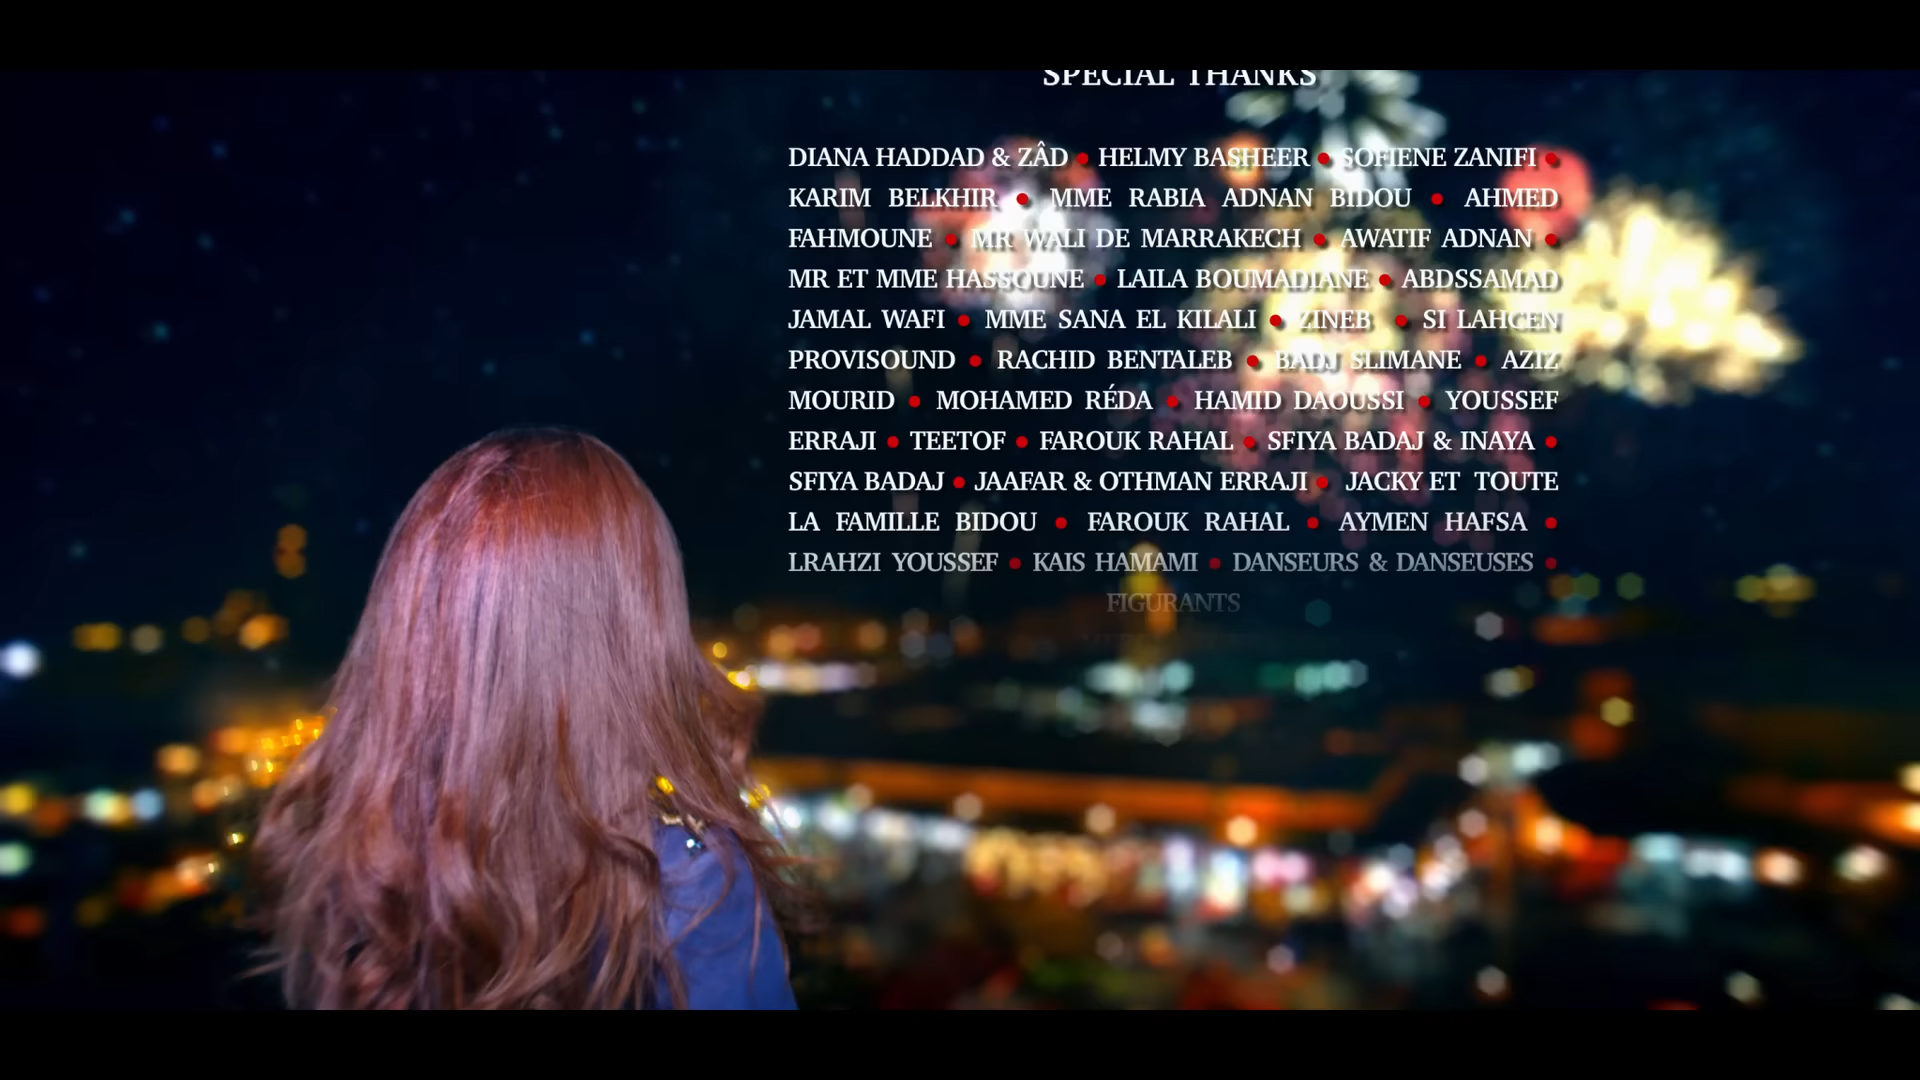 SPECIAL THANKS
DIANA HADDAD & ZÂD • HELMY BASHEER • SOFIENE ZANIFI •
KARIM BELKHIR • MME RABIA ADNAN BIDOU • AHMED
FAHMOUNE • MR WALI DE MARRAKECH • AWATIF ADNAN •
MR ET MME HASSOUNE • LAILA BOUMADIANE • ABDSSAMAD
JAMAL WAFI • MME SANA EL KILALI • ZINEB • SI LAHCEN
PROVISOUND • RACHID BENTALEB • BADJ SLIMANE • AZIZ
MOURID • MOHAMED RÉDA • HAMID DAOUSSI • YOUSSEF
ERRAJI • TEETOF • FAROUK RAHAL • SFIYA BADAJ & INAYA •
SFIYA BADAJ • JAAFAR & OTHMAN ERRAJI • JACKY ET TOUTE
LA FAMILLE BIDOU • FAROUK RAHAL • AYMEN HAFSA •
LRAHZI YOUSSEF • KAIS HAMAMI • DANSEURS & DANSEUSES •
FIGURANTS